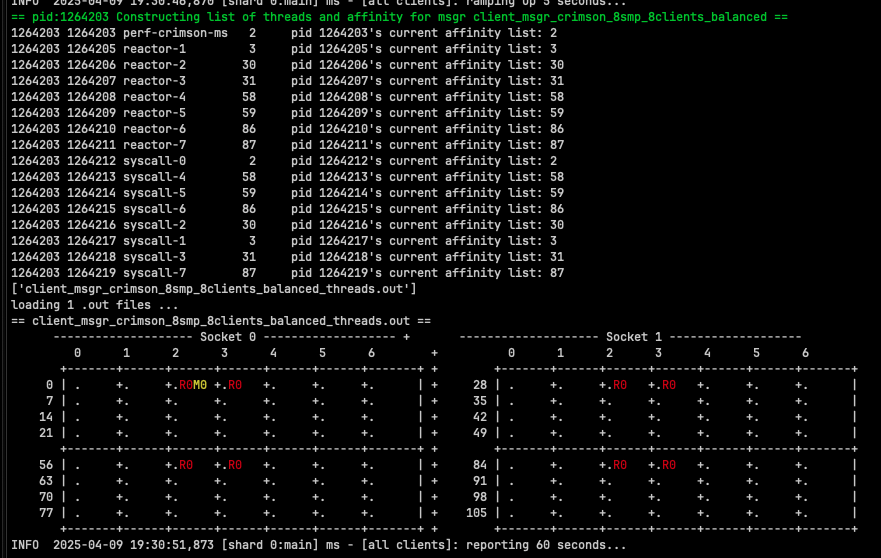 INFO  2025-04-09 19:30:46,870 [shard 0:main] ms - [all clients]: ramping up 5 seconds...
== pid:1264203 Constructing list of threads and affinity for msgr client_msgr_crimson_8smp_8clients_balanced ==
1264203 1264203 perf-crimson-ms   2     pid 1264203's current affinity list: 2
1264203 1264205 reactor-1         3     pid 1264205's current affinity list: 3
1264203 1264206 reactor-2        30     pid 1264206's current affinity list: 30
1264203 1264207 reactor-3        31     pid 1264207's current affinity list: 31
1264203 1264208 reactor-4        58     pid 1264208's current affinity list: 58
1264203 1264209 reactor-5        59     pid 1264209's current affinity list: 59
1264203 1264210 reactor-6        86     pid 1264210's current affinity list: 86
1264203 1264211 reactor-7        87     pid 1264211's current affinity list: 87
1264203 1264212 syscall-0         2     pid 1264212's current affinity list: 2
1264203 1264213 syscall-4        58     pid 1264213's current affinity list: 58
1264203 1264214 syscall-5        59     pid 1264214's current affinity list: 59
1264203 1264215 syscall-6        86     pid 1264215's current affinity list: 86
1264203 1264216 syscall-2        30     pid 1264216's current affinity list: 30
1264203 1264217 syscall-1         3     pid 1264217's current affinity list: 3
1264203 1264218 syscall-3        31     pid 1264218's current affinity list: 31
1264203 1264219 syscall-7        87     pid 1264219's current affinity list: 87
['client_msgr_crimson_8smp_8clients_balanced_threads.out']
loading 1 .out files ...
== client_msgr_crimson_8smp_8clients_balanced_threads.out ==
      -------------------- Socket 0 ------------------- +       -------------------- Socket 1 -------------------
         0      1      2      3      4      5      6        +          0      1      2      3      4      5      6
       +-------+------+------+------+------+------+------+ +        +-------+------+------+------+------+------+-------+
     0 | .     +.     +.R0M0 +.R0   +.     +.     +.     | +     28 | .     +.     +.R0   +.R0   +.     +.     +.      |
     7 | .     +.     +.     +.     +.     +.     +.     | +     35 | .     +.     +.     +.     +.     +.     +.      |
    14 | .     +.     +.     +.     +.     +.     +.     | +     42 | .     +.     +.     +.     +.     +.     +.      |
    21 | .     +.     +.     +.     +.     +.     +.     | +     49 | .     +.     +.     +.     +.     +.     +.      |
       +-------+------+------+------+------+------+------+ +        +-------+------+------+------+------+------+-------+
    56 | .     +.     +.R0   +.R0   +.     +.     +.     | +     84 | .     +.     +.R0   +.R0   +.     +.     +.      |
    63 | .     +.     +.     +.     +.     +.     +.     | +     91 | .     +.     +.     +.     +.     +.     +.      |
    70 | .     +.     +.     +.     +.     +.     +.     | +     98 | .     +.     +.     +.     +.     +.     +.      |
    77 | .     +.     +.     +.     +.     +.     +.     | +    105 | .     +.     +.     +.     +.     +.     +.      |
       +-------+------+------+------+------+------+------+ +        +-------+------+------+------+------+------+-------+
INFO  2025-04-09 19:30:51,873 [shard 0:main] ms - [all clients]: reporting 60 seconds...